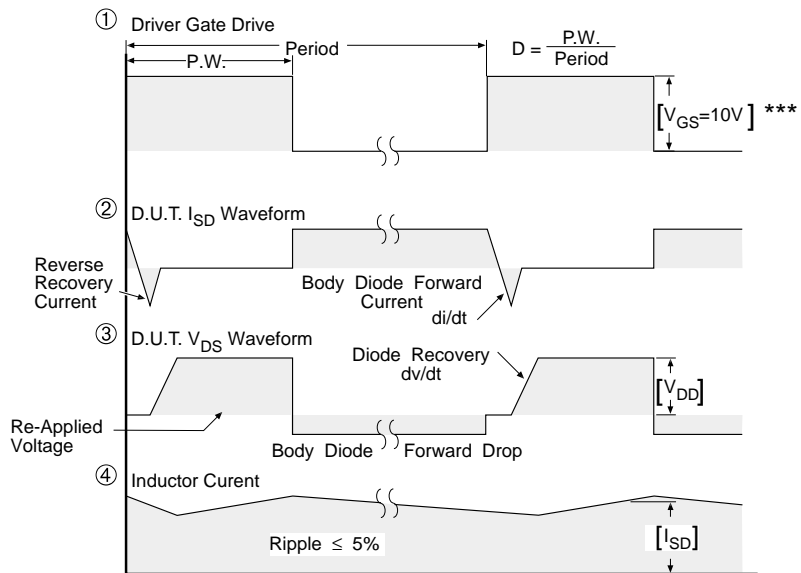 ① Driver Gate Drive
P.W.
Period
D = P.W.
Period
[VGS=10V] ***
② D.U.T. ISD Waveform
Reverse
Recovery
Current
Body Diode Forward
Current
di/dt
③ D.U.T. VDS Waveform
Diode Recovery
dv/dt
[VDD]
Re-Applied
Voltage
Body Diode Forward Drop
④ Inductor Curent
Ripple ≤ 5%
[ISD]